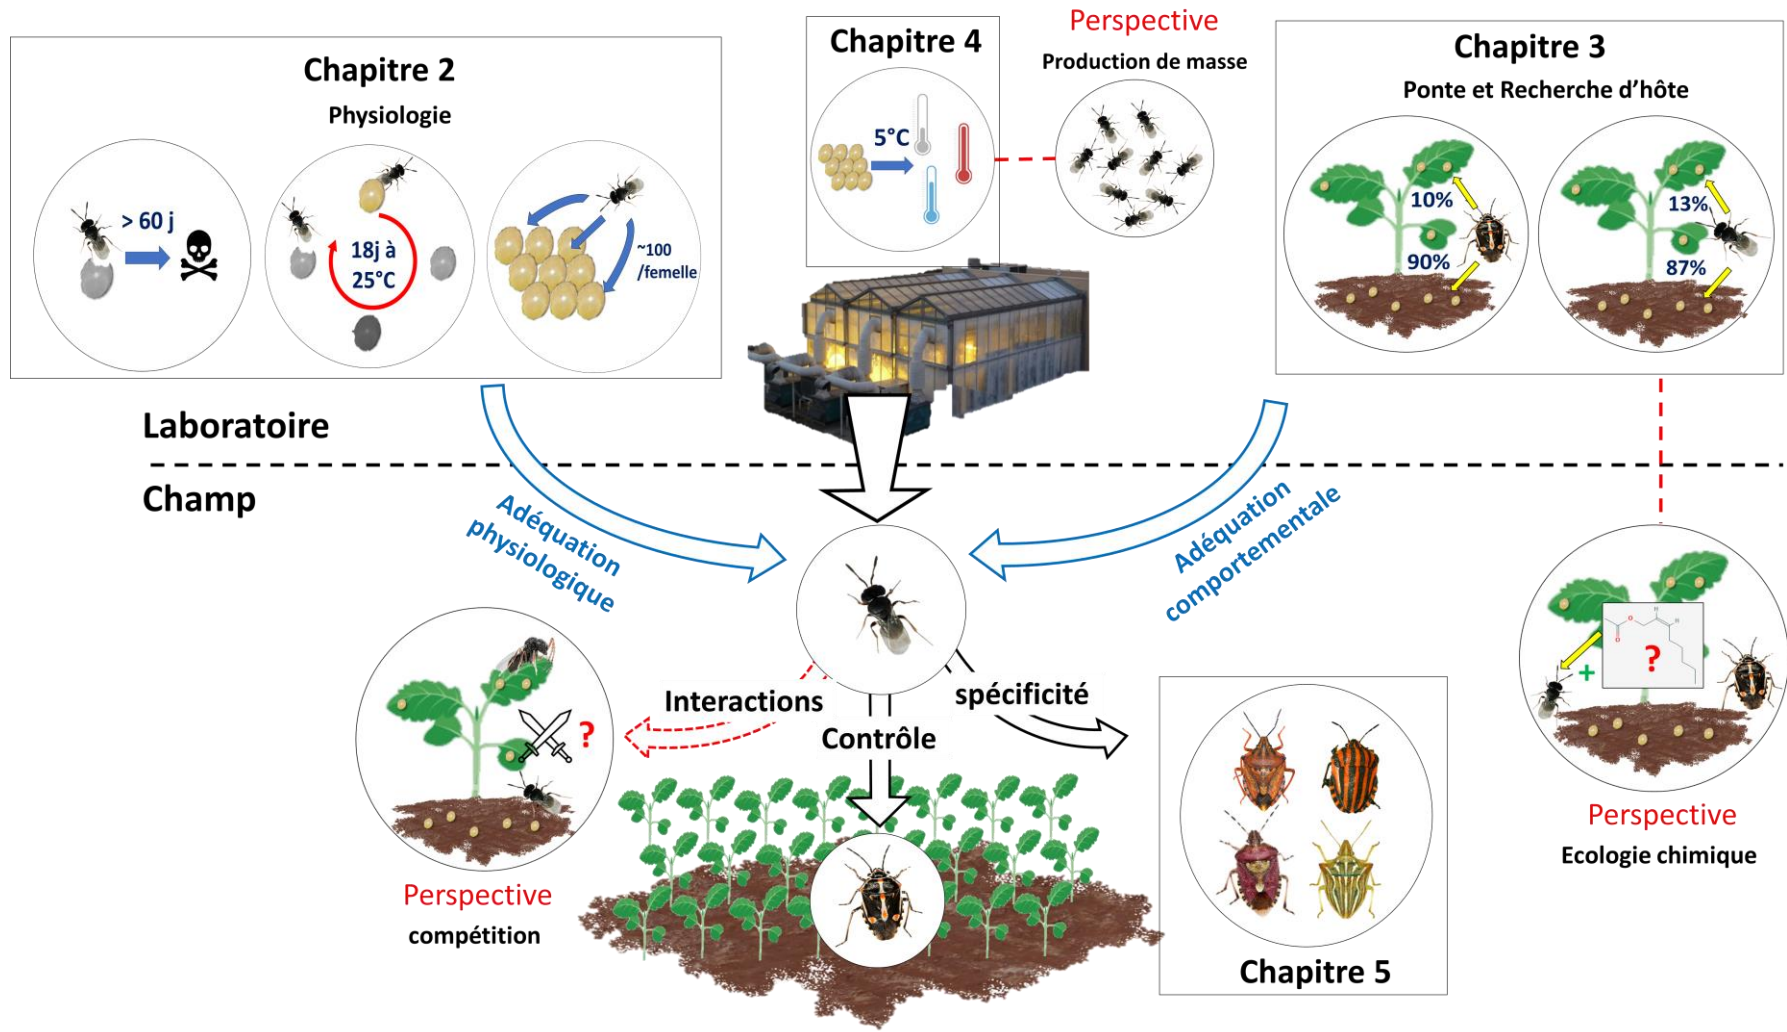 Chapitre 2
Physiologie
> 60 j
18j à
25°C
~100
/femelle
Chapitre 4
5°C
Perspective
Production de masse
Chapitre 3
Ponte et Recherche d'hôte
10%
90%
13%
87%
Laboratoire
Champ
Adéquation
physiologique
Adéquation
comportementale
Interactions
Contrôle
spécificité
?
Perspective
compétition
Chapitre 5
O
O
H
H
?
+
Perspective
Ecologie chimique